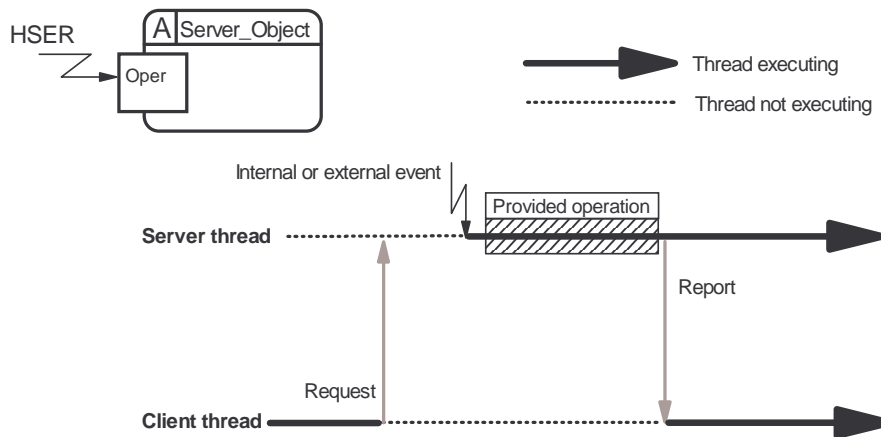 HSER
A Server_Object
Oper
Thread executing
Thread not executing
Internal or external event
Provided operation
Server thread
Report
Request
Client thread